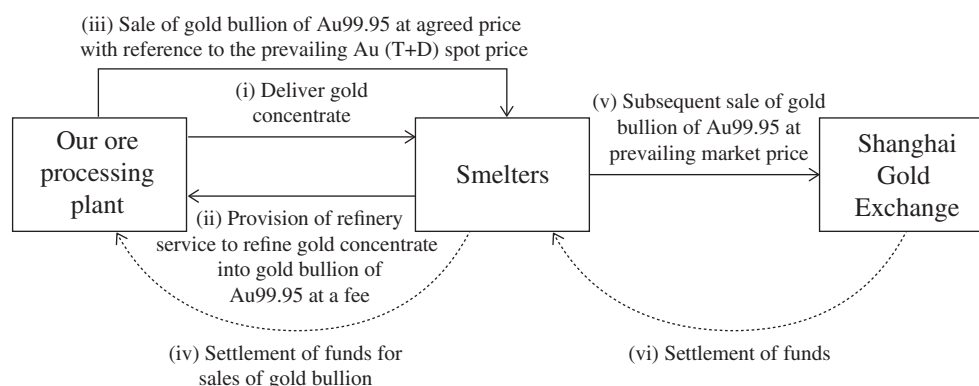 (iii) Sale of gold bullion of Au99.95 at agreed price
with reference to the prevailing Au (T+D) spot price
(i) Deliver gold
concentrate
(v) Subsequent sale of gold
bullion of Au99.95 at
prevailing market price
Our ore
processing
plant
Smelters
Shanghai
Gold
Exchange
(ii) Provision of refinery
service to refine gold concentrate
into gold bullion of
Au99.95 at a fee
(iv) Settlement of funds for
sales of gold bullion
(vi) Settlement of funds